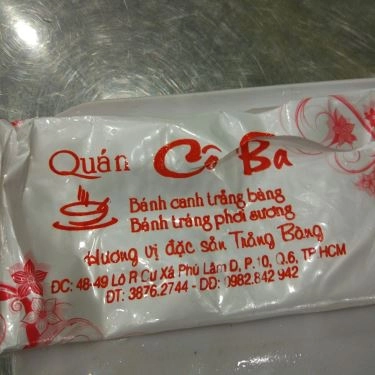 Quán Cô Ba
Bánh canh trảng bàng
Bánh tráng phơi sương
Hương vị đặc sản Trảng Bàng
ĐC: 48-49 Lô R Cư Xá Phú Lâm D, P.10, Q.6, TP HCM
ĐT: 3876.2744 - DĐ: 0982.842 942